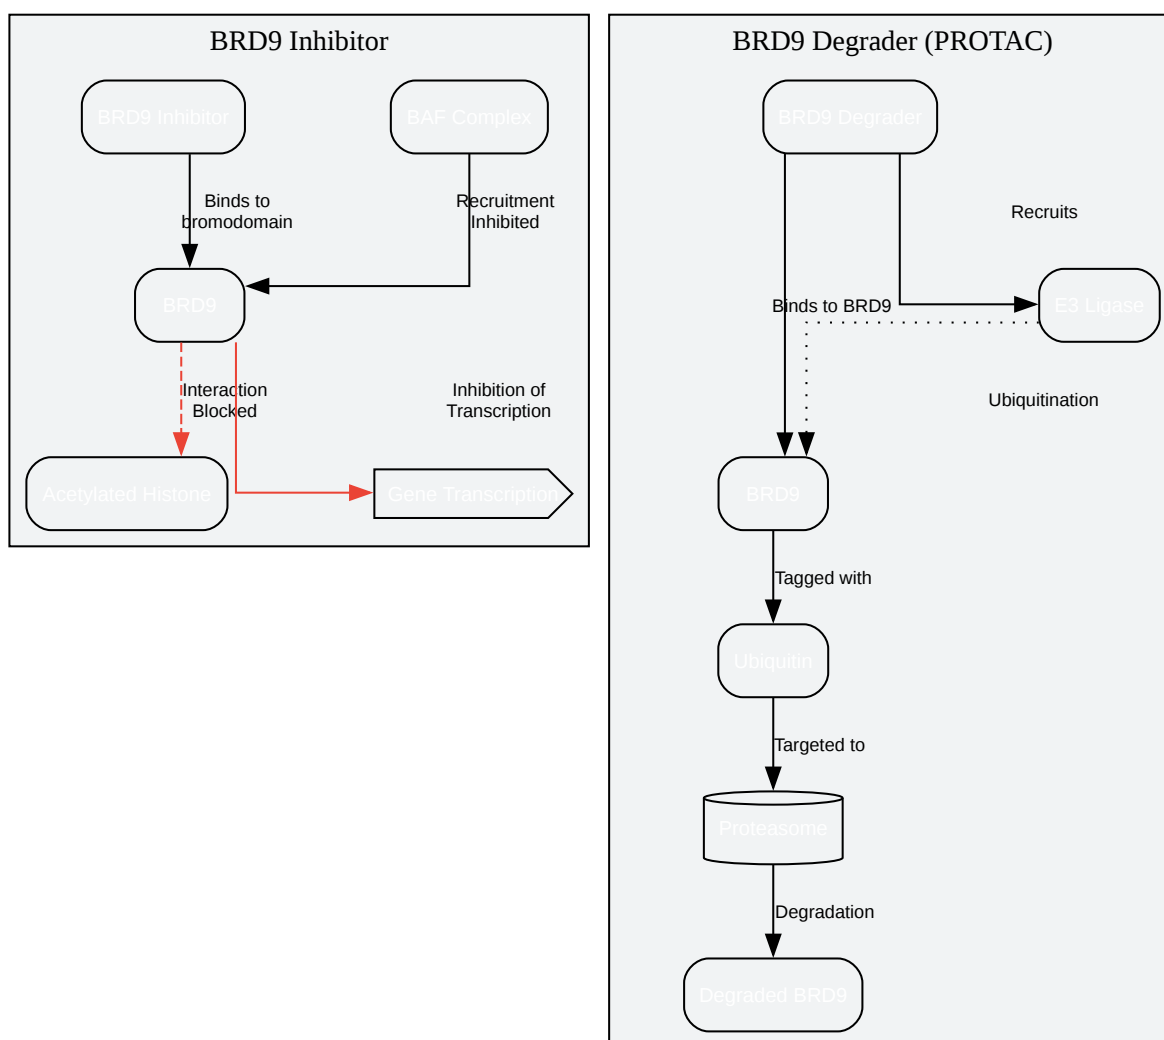 BRD9 Inhibitor
BRD9 Inhibitor
BAF Complex
Binds to
bromodomain
Recruitment
Inhibited
BRD9
Interaction
Blocked
Inhibition of
Transcription
Acetylated Histone
Gene Transcription
BRD9 Degrader (PROTAC)
BRD9 Degrader
Recruits
Binds to BRD9
E3 Ligase
Ubiquitination
BRD9
Tagged with
Ubiquitin
Targeted to
Proteasome
Degradation
Degraded BRD9